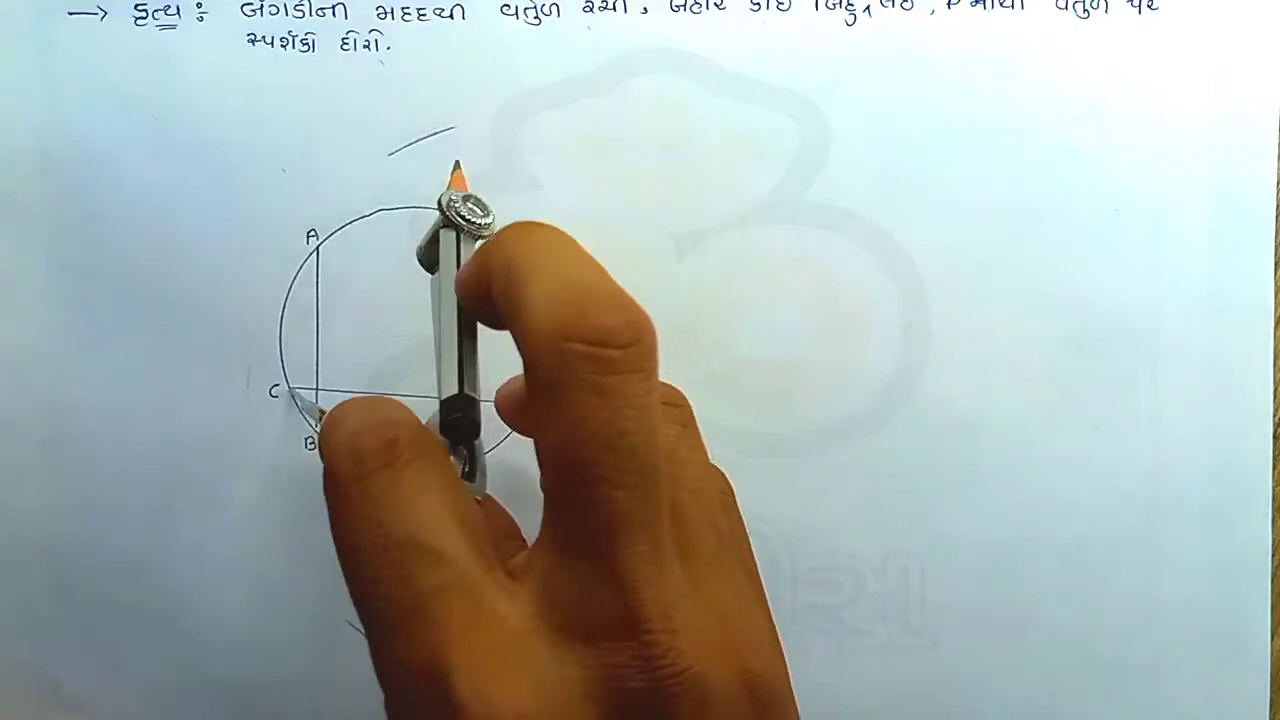 → કૃત્ય : બંગડીની મદદથી વર્તુળ રચી, બહાર કોઈ બિંદુ લઈ, P માંથી વર્તુળ પર
સ્પર્શકો દોરો.
A
C
B